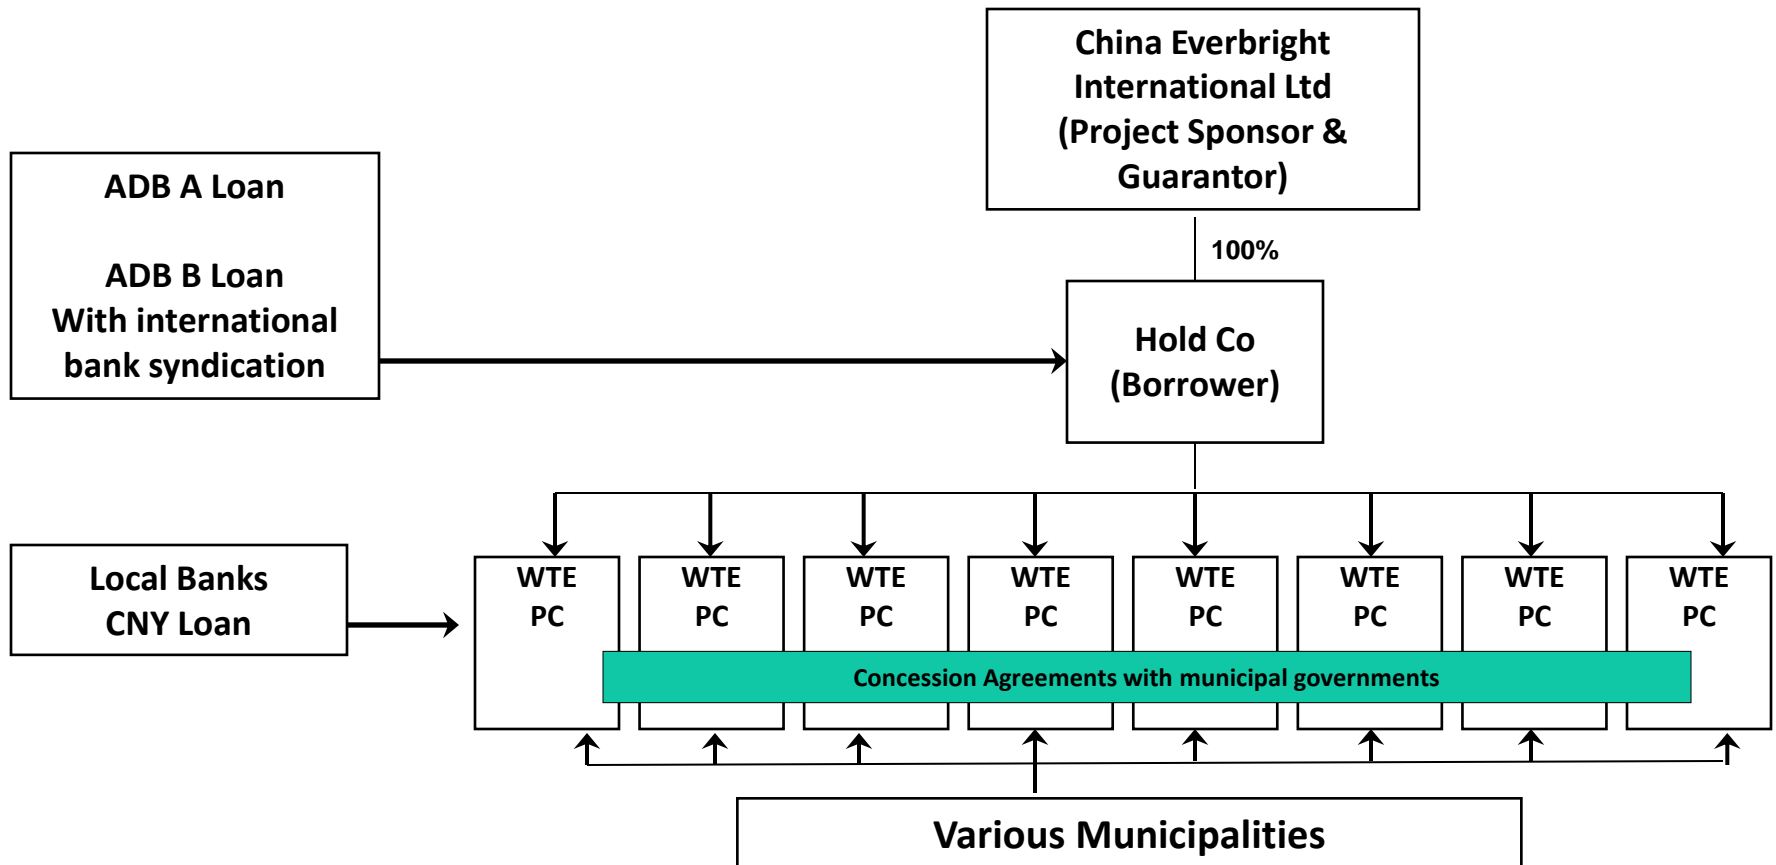 China Everbright
International Ltd
(Project Sponsor &
Guarantor)
ADB A Loan
ADB B Loan
With international
bank syndication
100%
Hold Co
(Borrower)
Local Banks
CNY Loan
WTE
PC
WTE
PC
WTE
PC
WTE
PC
WTE
PC
WTE
PC
WTE
PC
WTE
PC
Concession Agreements with municipal governments
Various Municipalities